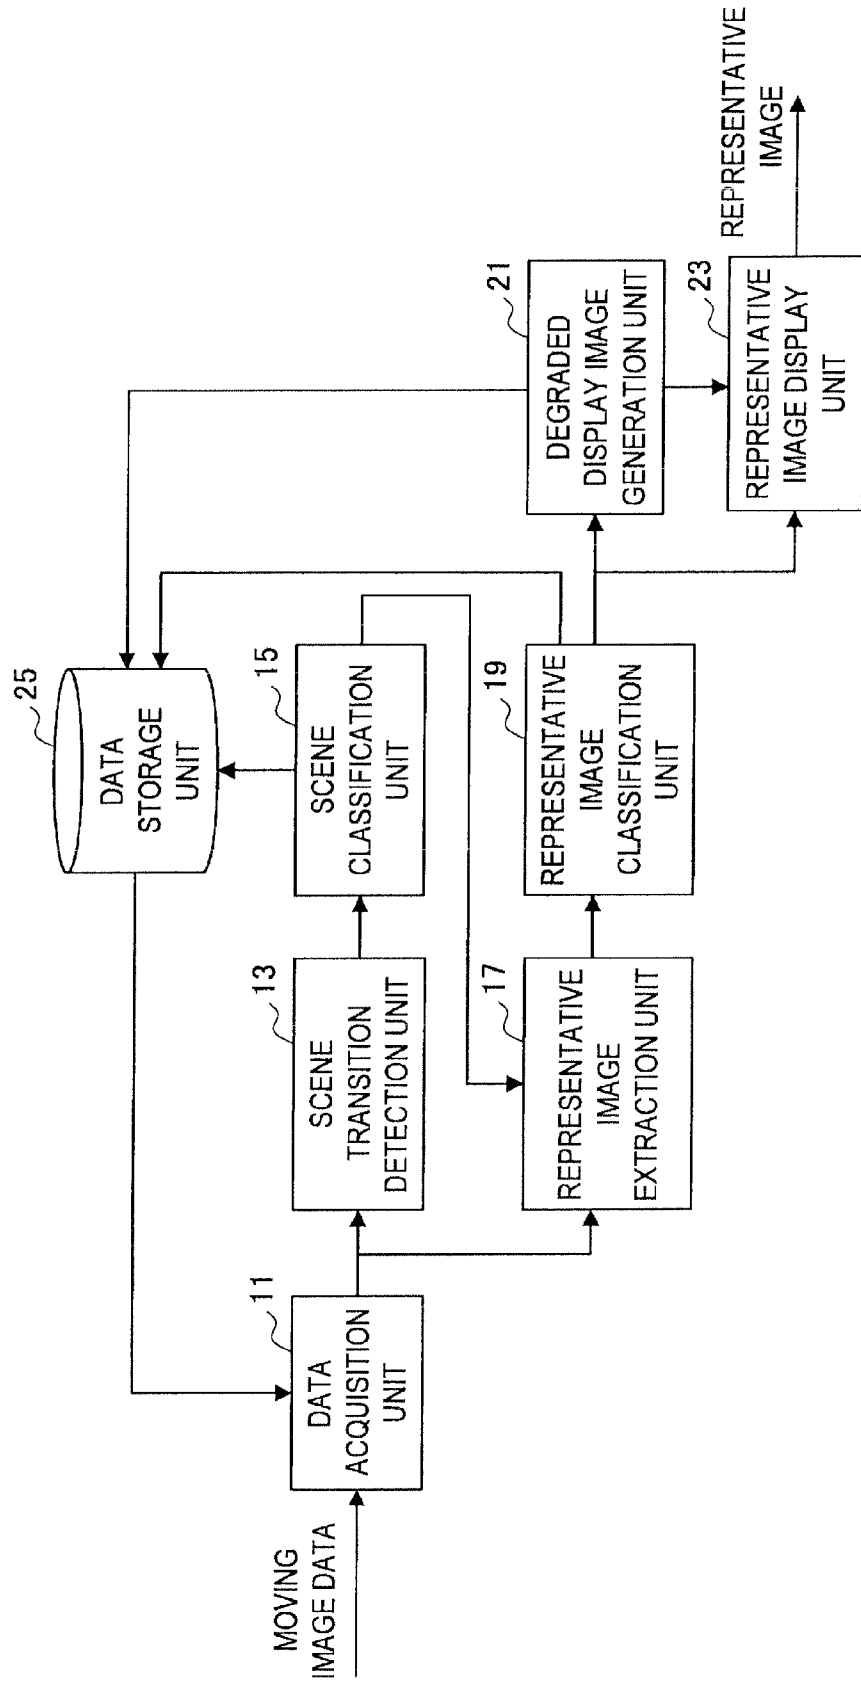 25
DATA
STORAGE
UNIT
MOVING
IMAGE DATA
11
DATA
ACQUISITION
UNIT
13
SCENE
TRANSITION
DETECTION UNIT
15
SCENE
CLASSIFICATION
UNIT
17
REPRESENTATIVE
IMAGE
EXTRACTION UNIT
19
REPRESENTATIVE
IMAGE
CLASSIFICATION
UNIT
21
DEGRADED
DISPLAY IMAGE
GENERATION UNIT
23
REPRESENTATIVE
IMAGE DISPLAY
UNIT
REPRESENTATIVE
IMAGE